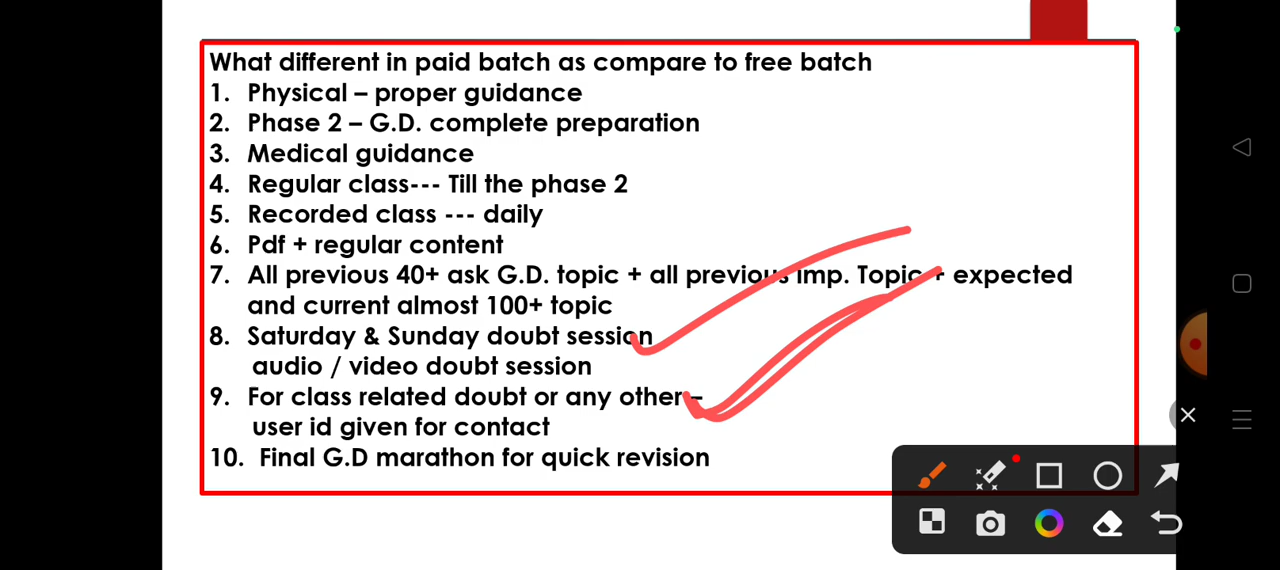 What different in paid batch as compare to free batch
1. Physical – proper guidance
2. Phase 2 – G.D. complete preparation
3. Medical guidance
4. Regular class--- Till the phase 2
5. Recorded class --- daily
6. Pdf + regular content
7. All previous 40+ ask G.D. topic + all previous imp. Topic + expected
and current almost 100+ topic
8. Saturday & Sunday doubt session
audio / video doubt session
9. For class related doubt or any other –
user id given for contact
10. Final G.D marathon for quick revision